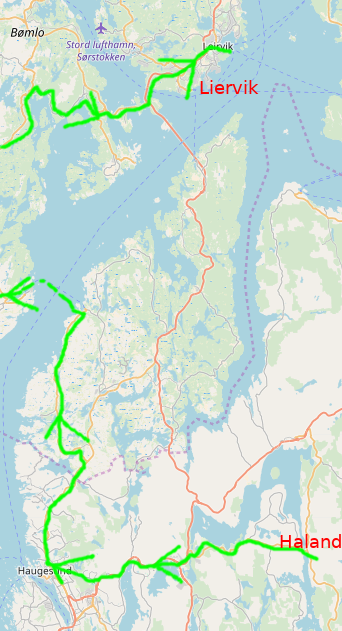 Bømlo
Stord lufthamn,
Sørstokken
Leirvik
Liervik
Haland
Haugesund